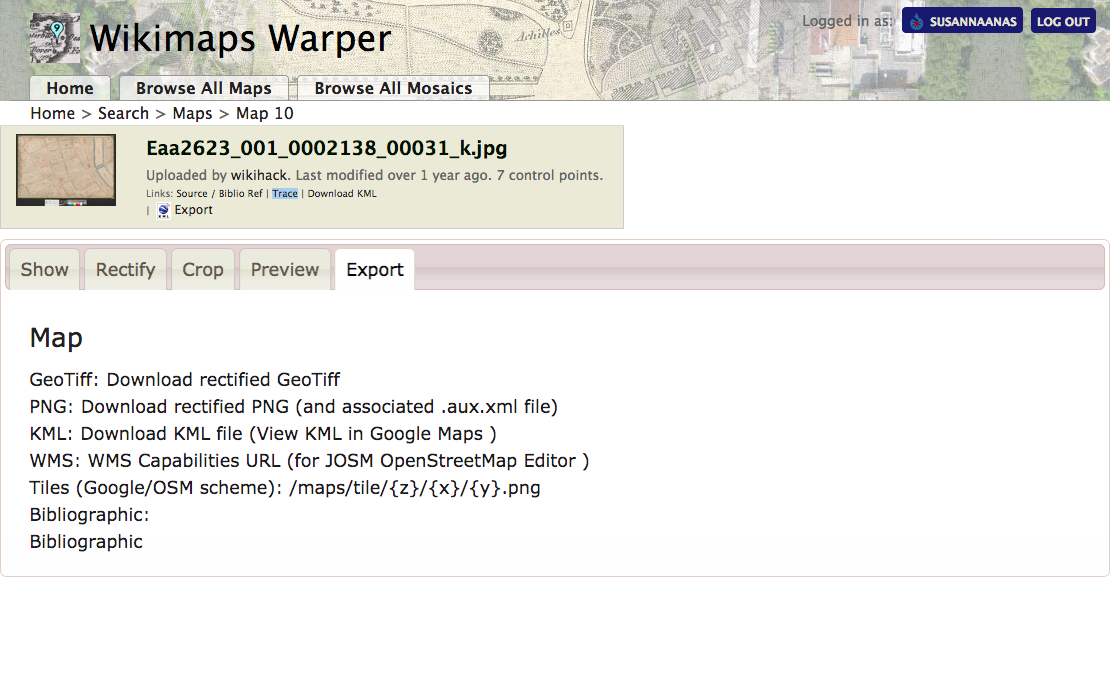 Logged in as: SUSANNAANAS LOG OUT
Wikimaps Warper
Achilles
Home Browse All Maps Browse All Mosaics
Home > Search > Maps > Map 10
Eaa2623_001_0002138_00031_k.jpg
Uploaded by wikihack. Last modified over 1 year ago. 7 control points.
Links: Source / Biblio Ref | Trace | Download KML
| KML Export
Show Rectify Crop Preview Export
Map
GeoTiff: Download rectified GeoTiff
PNG: Download rectified PNG (and associated .aux.xml file)
KML: Download KML file (View KML in Google Maps )
WMS: WMS Capabilities URL (for JOSM OpenStreetMap Editor )
Tiles (Google/OSM scheme): /maps/tile/{z}/{x}/{y}.png
Bibliographic:
Bibliographic